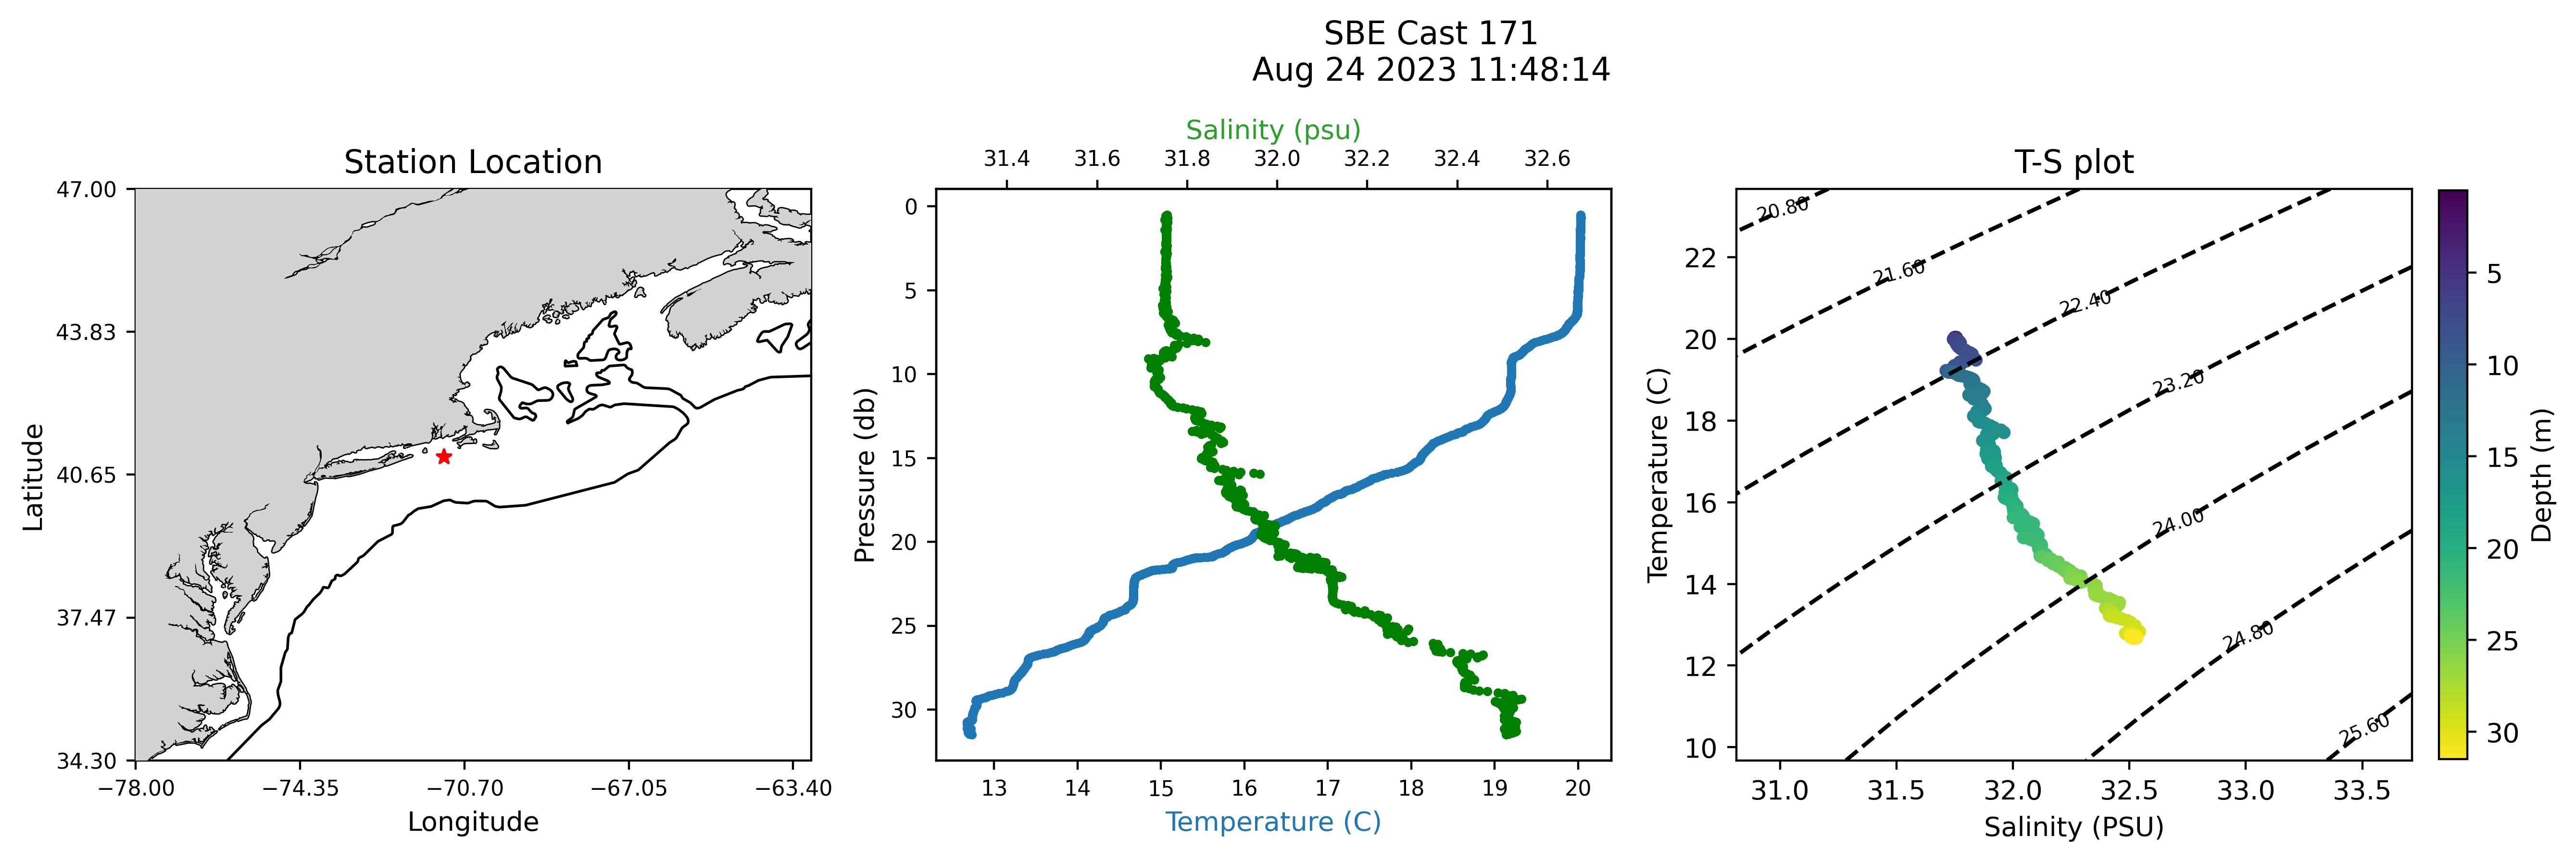 SBE Cast 171
Aug 24 2023 11:48:14
Station Location
47.00
43.83
40.65
37.47
34.30
Latitude
−78.00 −74.35 −70.70 −67.05 −63.40
Longitude
Salinity (psu)
31.4 31.6 31.8 32.0 32.2 32.4 32.6
0
5
10
15
20
25
30
Pressure (db)
13 14 15 16 17 18 19 20
Temperature (C)
T-S plot
22
20
18
16
14
12
10
Temperature (C)
20.80
21.60
22.40
23.20
24.00
24.80
25.60
31.0 31.5 32.0 32.5 33.0 33.5
Salinity (PSU)
5
10
15
20
25
30
Depth (m)